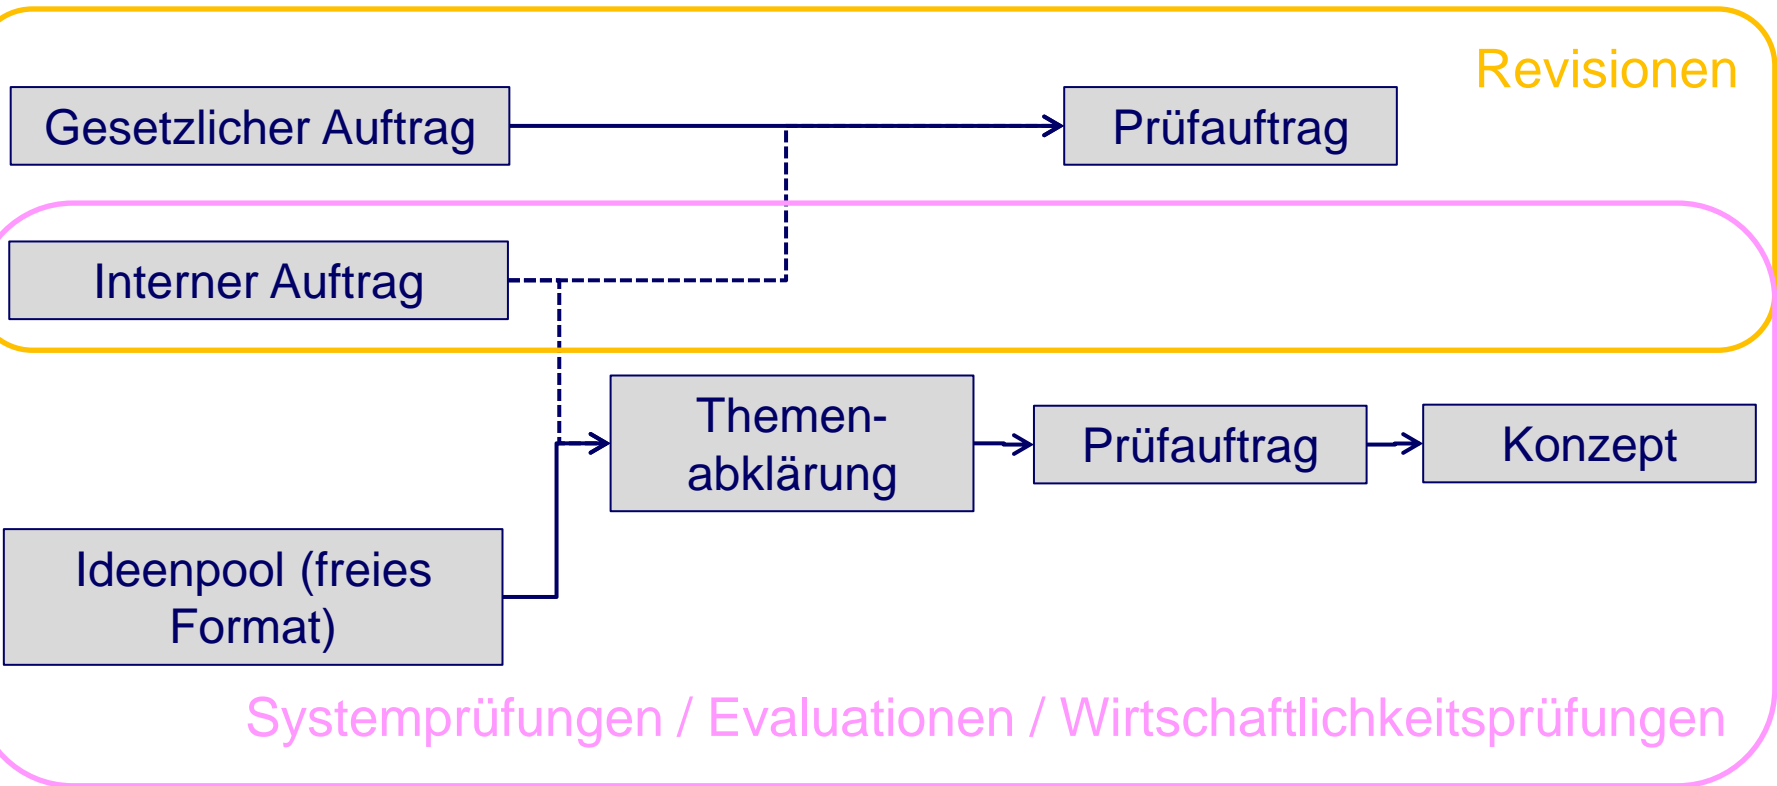 Revisionen
Gesetzlicher Auftrag
Prüfauftrag
Interner Auftrag
Themen-
abklärung
Prüfauftrag
Konzept
Ideenpool (freies
Format)
Systemprüfungen / Evaluationen / Wirtschaftlichkeitsprüfungen